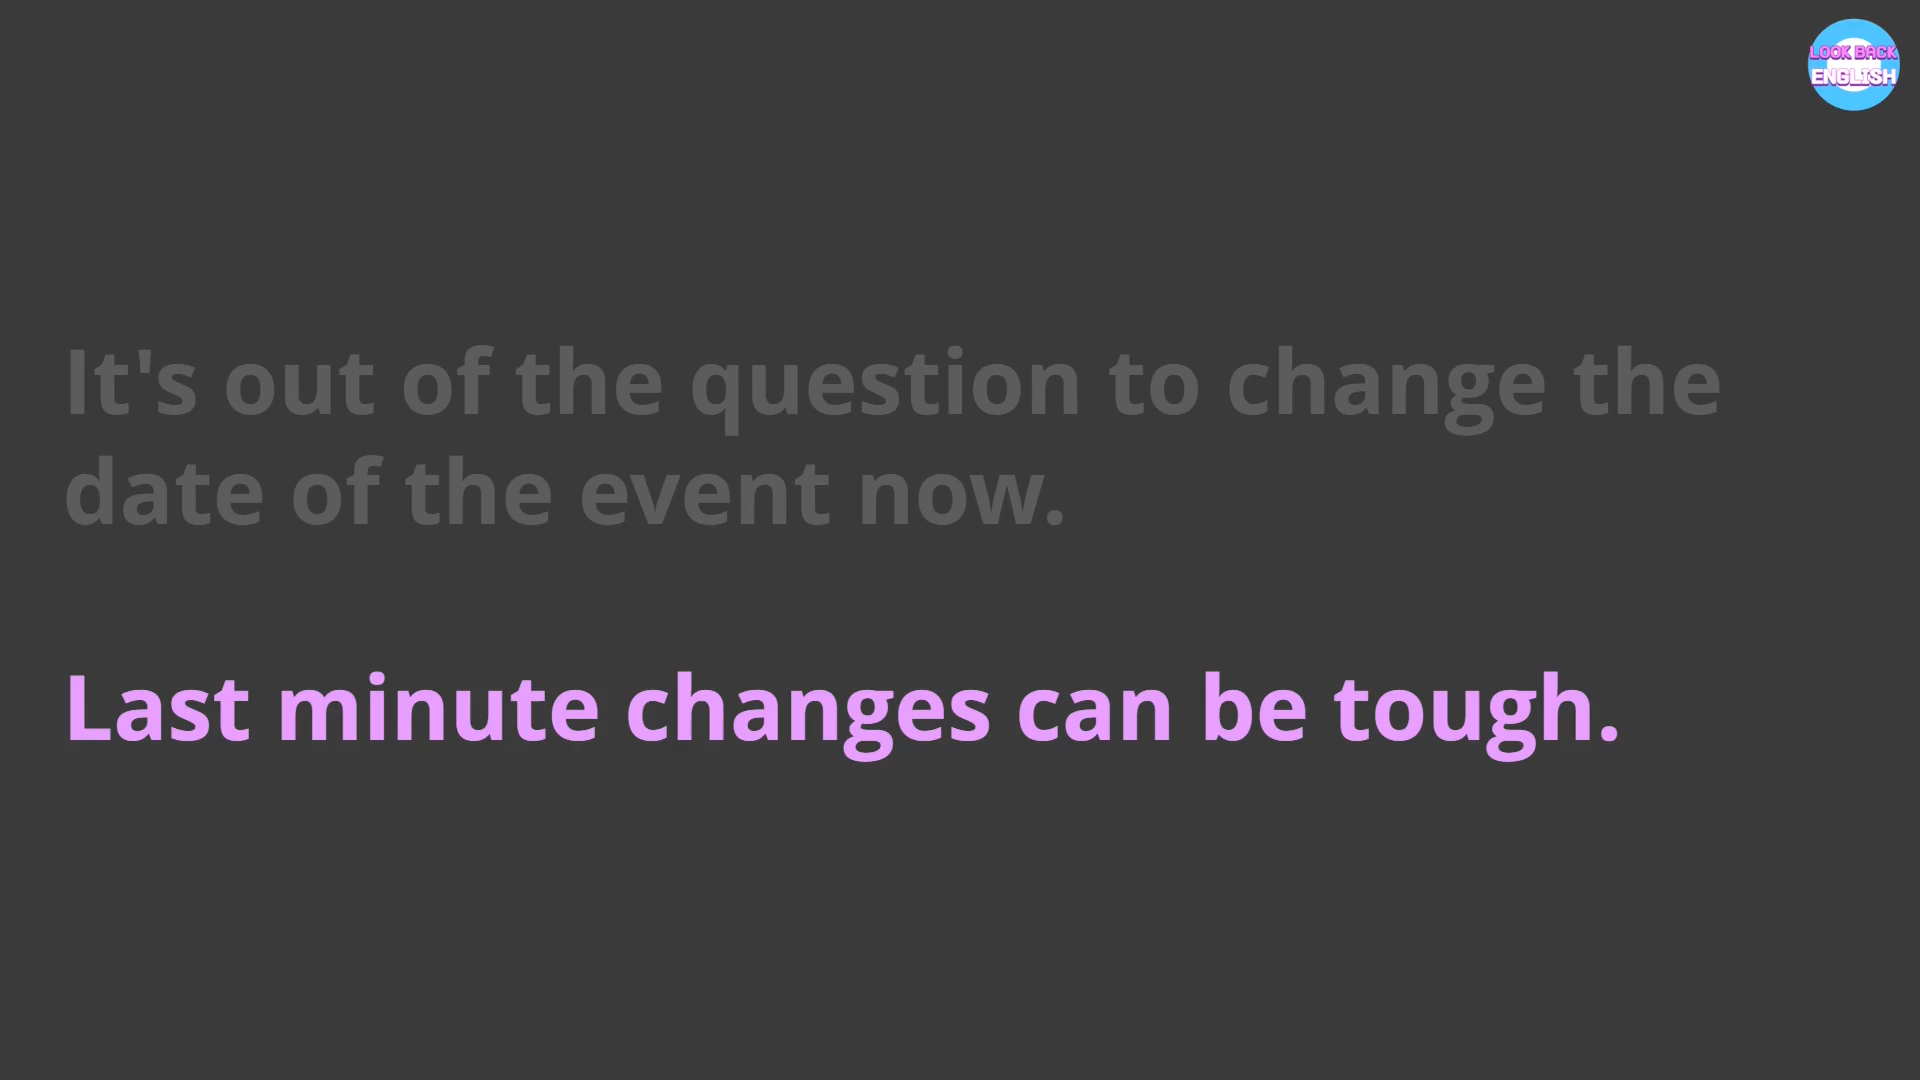 LOOK BACK
ENGLISH
It's out of the question to change the
date of the event now.
Last minute changes can be tough.